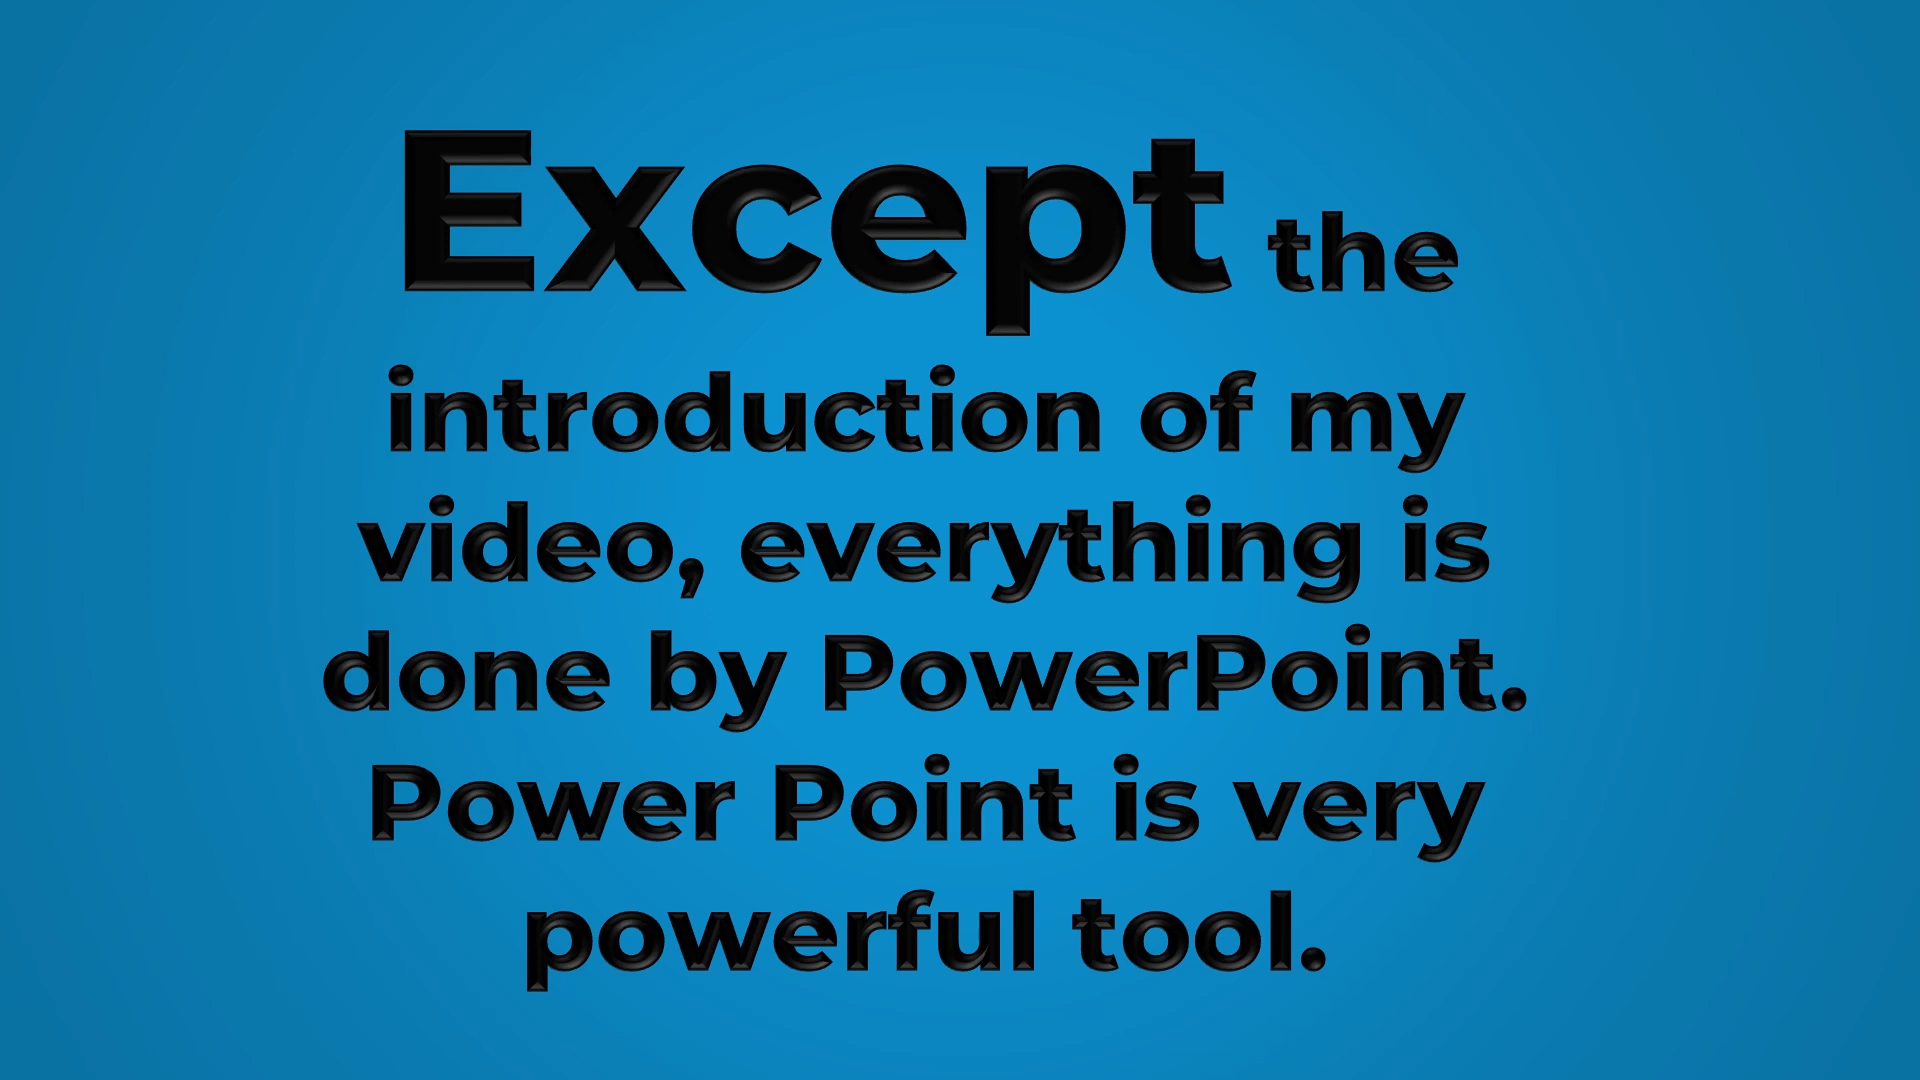 Except the
introduction of my
video, everything is
done by PowerPoint.
Power Point is very
powerful tool.